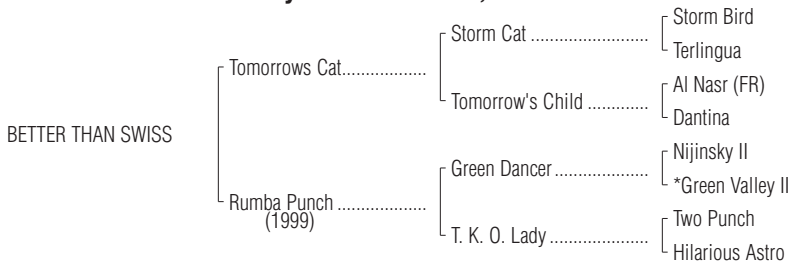 Storm Bird
Storm Cat ..........................
Terlingua
Tomorrows Cat...................
Al Nasr (FR)
Tomorrow's Child ..............
Dantina
BETTER THAN SWISS
Nijinsky II
Green Dancer.....................
*Green Valley II
Rumba Punch ....................
(1999)
Two Punch
T. K. O. Lady ......................
Hilarious Astro